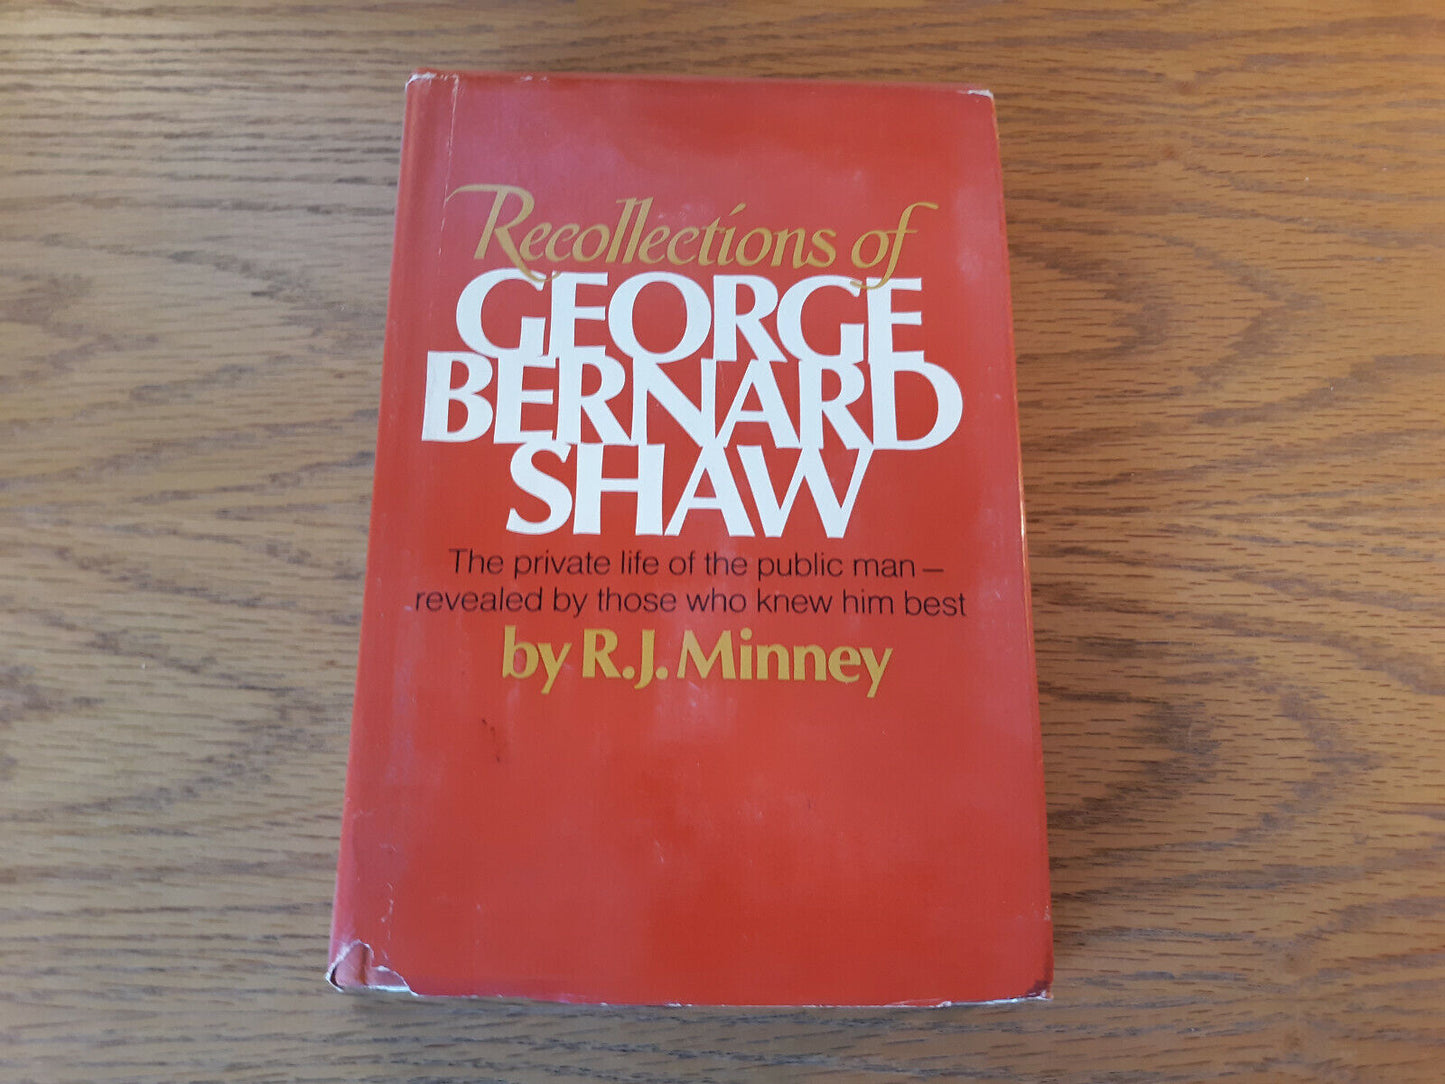 Recollections of
GEORGE
BERNARD
SHAW
The private life of the public man –
revealed by those who knew him best
by R.J. Minney